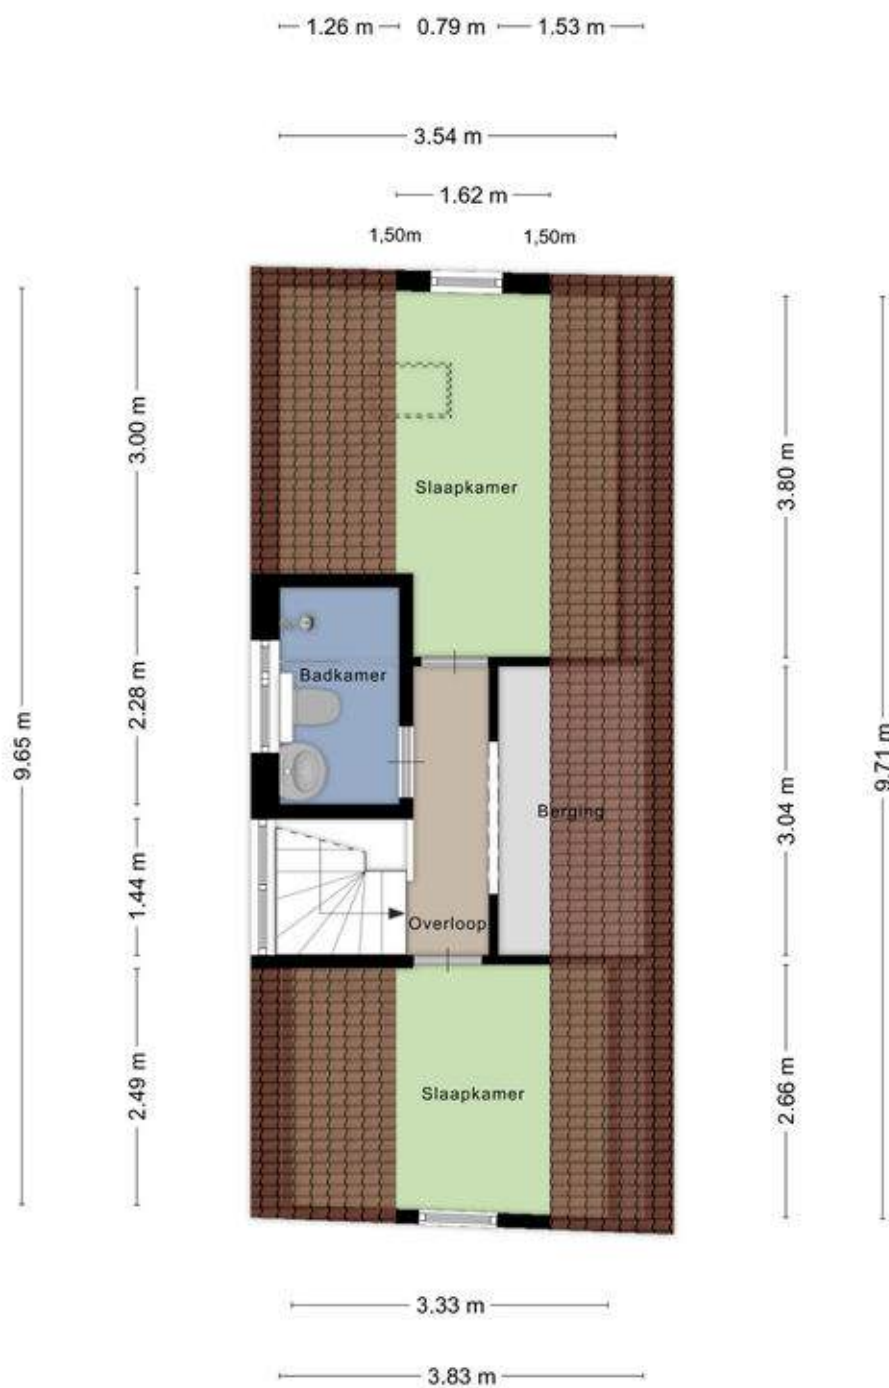 1.26 m 0.79 m 1.53 m
3.54 m
1.62 m
1,50m 1,50m
3.00 m
3.80 m
Slaapkamer
Badkamer
2.28 m
9.65 m
9.71 m
3.04 m
Berging
1.44 m
Overloop
2.49 m
2.66 m
Slaapkamer
3.33 m
3.83 m